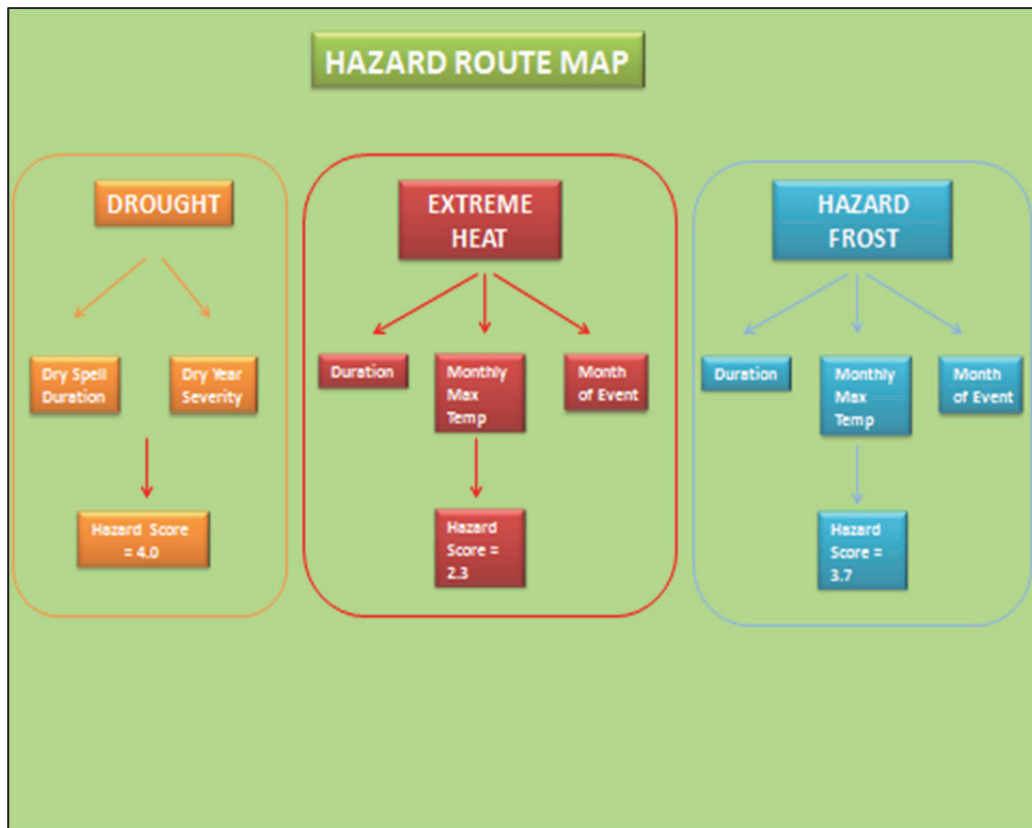 HAZARD ROUTE MAP
DROUGHT
Dry Spell
Duration
Dry Year
Severity
Hazard Score
= 4.0
EXTREME
HEAT
Duration
Monthly
Max
Temp
Month
of Event
Hazard
Score =
2.3
HAZARD
FROST
Duration
Monthly
Max
Temp
Month
of Event
Hazard
Score =
3.7